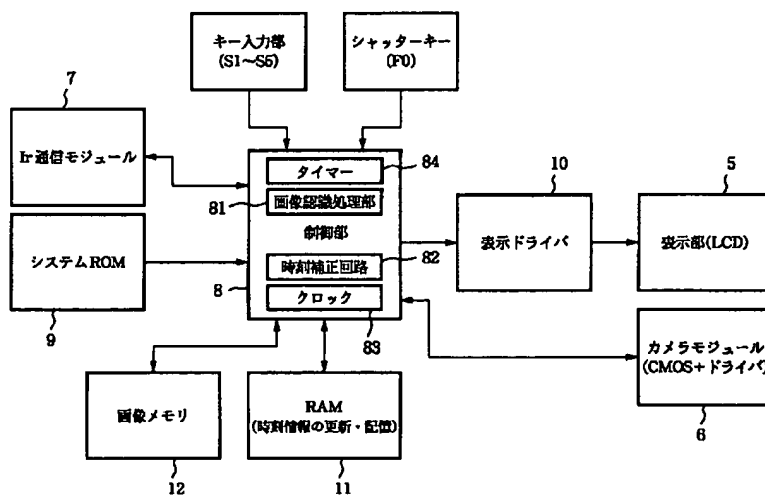 キー入力部
(S1～S5)
シャッターキー
(F0)
7
Ir通信モジュール
タイマー
84
81
画像認識処理部
制御部
10
5
表示ドライバ
表示部(LCD)
システムROM
時刻補正回路
82
8
クロック
9
83
カメラモジュール
(CMOS+ドライバ)
画像メモリ
RAM
(時刻情報の更新・記憶)
6
12
11